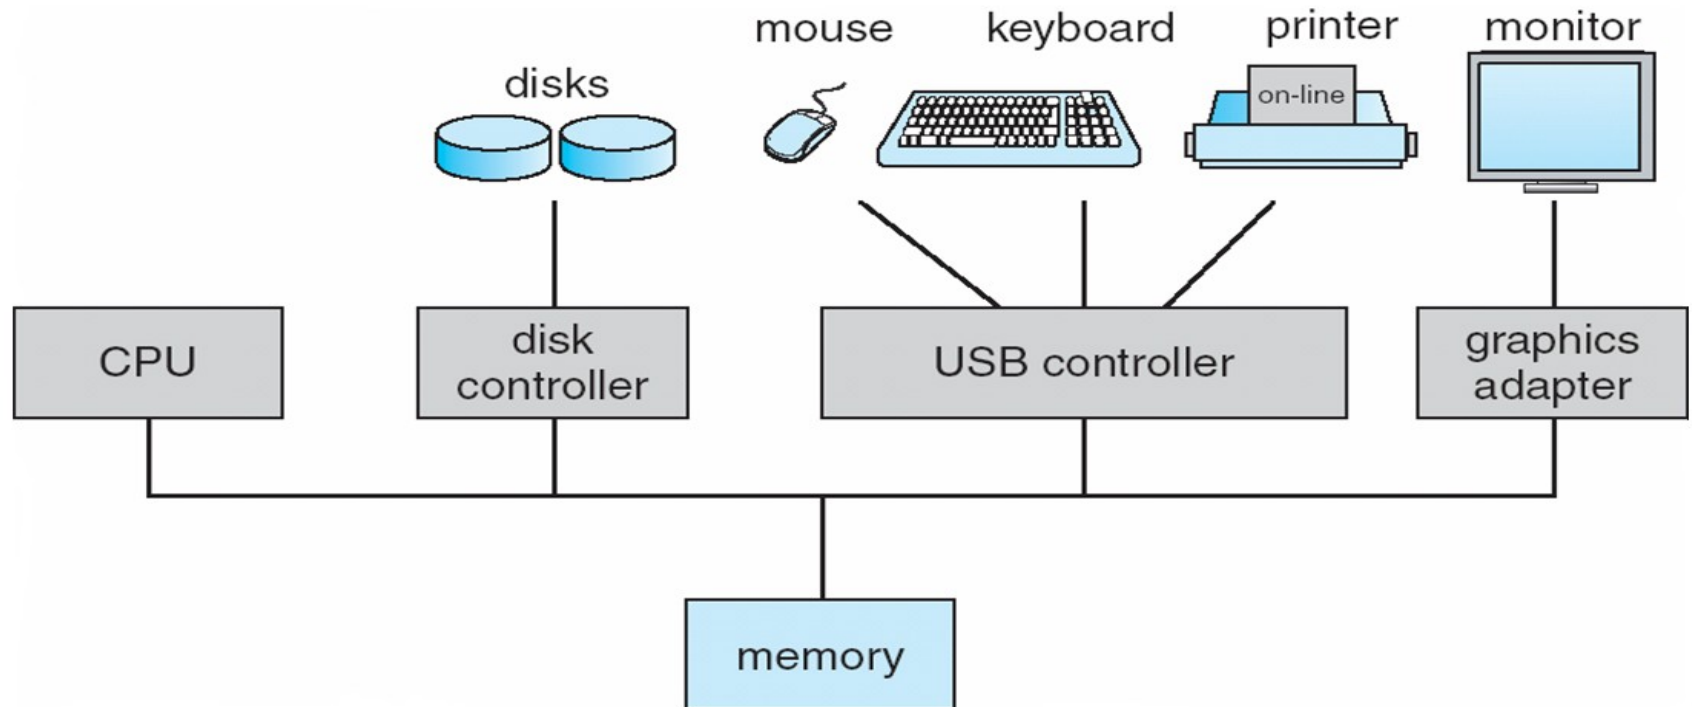 mouse
keyboard
printer
monitor
disks
on-line
CPU
disk
controller
USB controller
graphics
adapter
memory